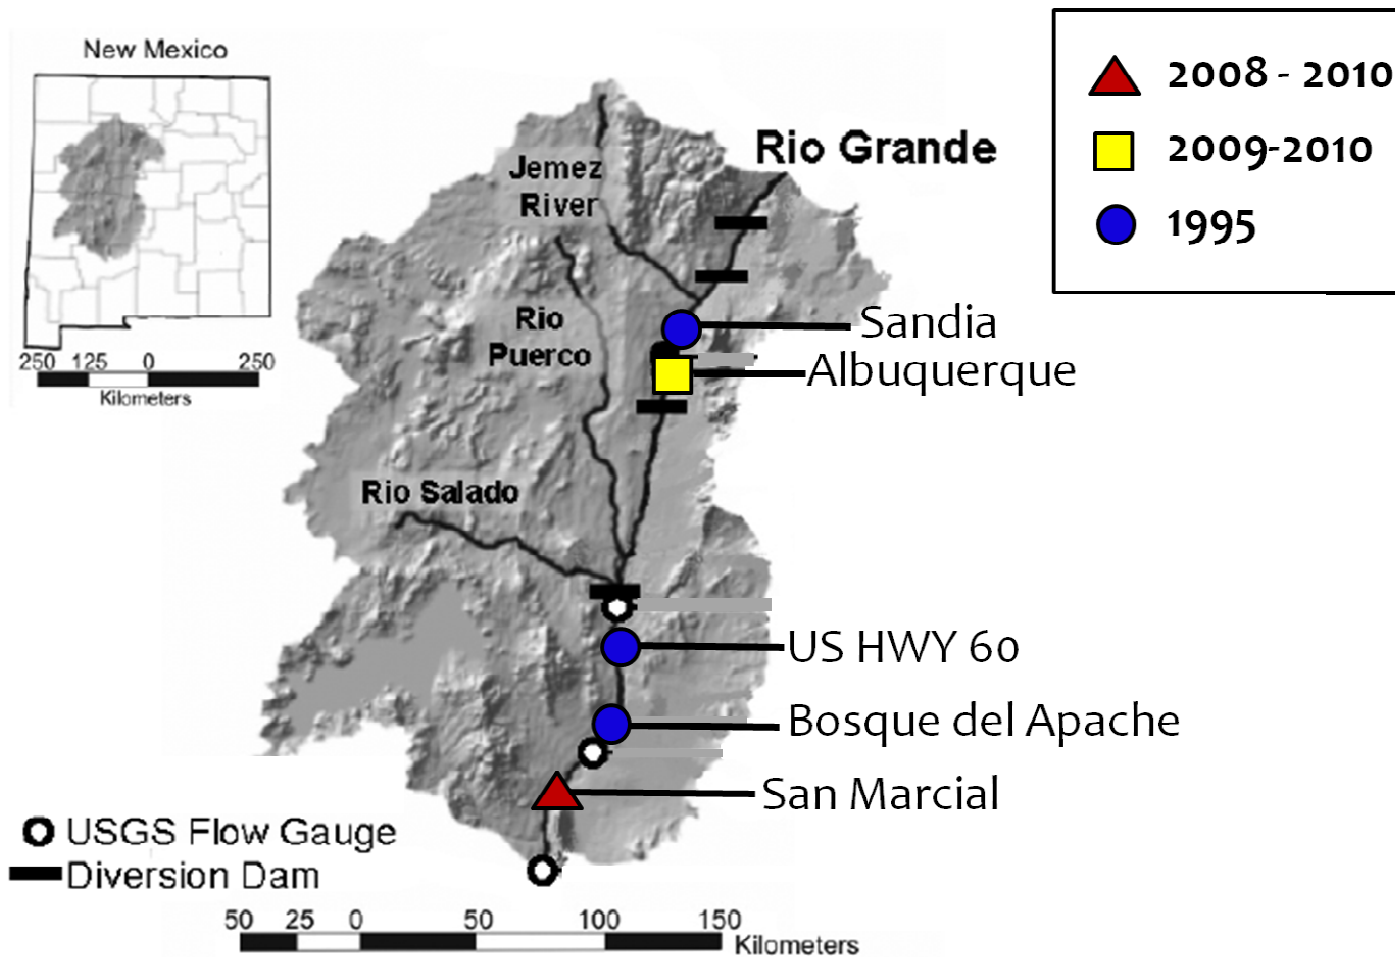 New Mexico
250 125 0 250
Kilometers
2008 - 2010
2009-2010
1995
Rio Grande
Jemez
River
Rio
Puerco
Sandia
Albuquerque
Rio Salado
US HWY 60
Bosque del Apache
San Marcial
USGS Flow Gauge
Diversion Dam
50 25 0 50 100 150
Kilometers